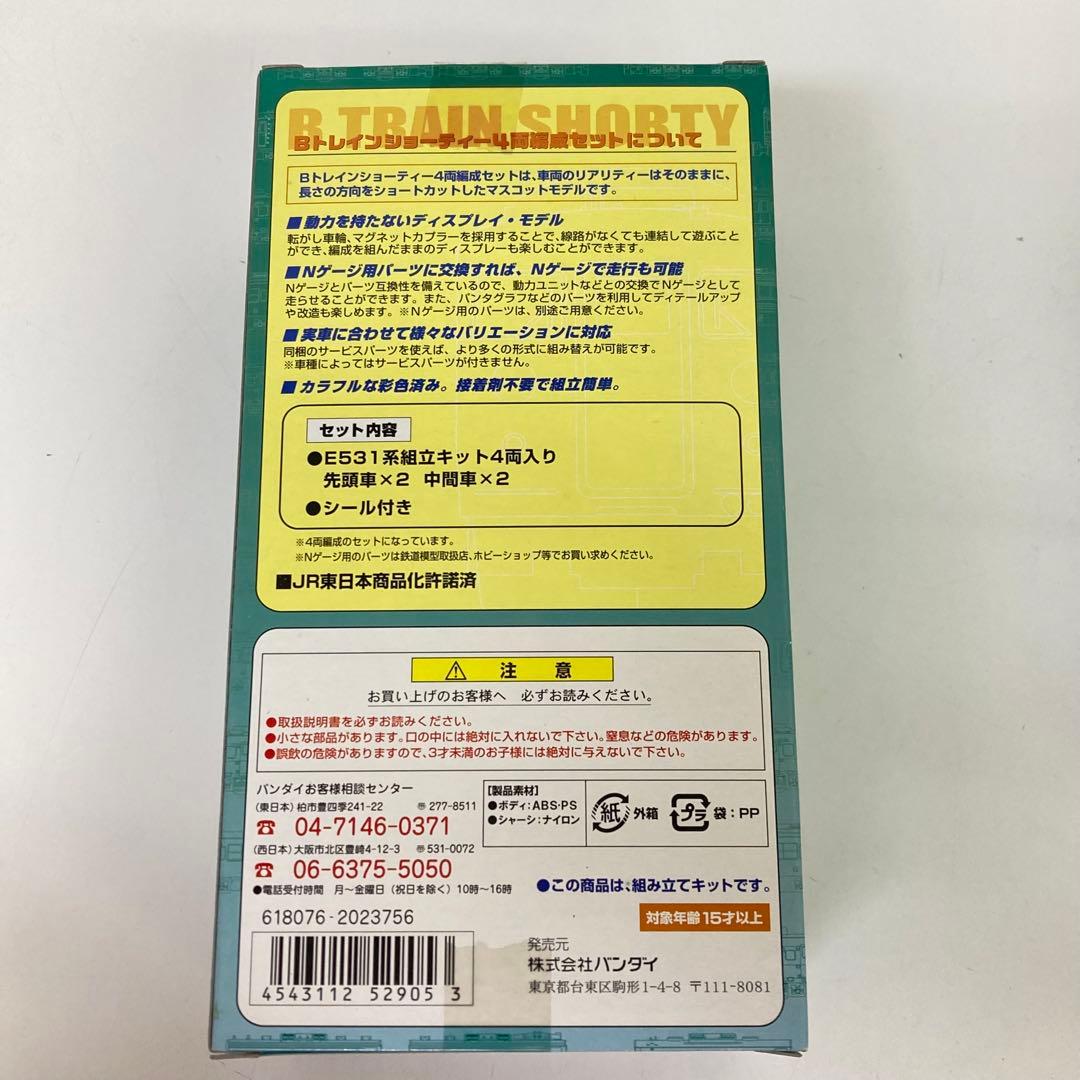 B TRAIN SHORTY
Bトレインショーティー4両編成セットについて
Bトレインショーティー4両編成セットは、車両のリアリティーはそのままに、
長さの方向をショートカットしたマスコットモデルです。
■動力を持たないディスプレイ・モデル
転がし車輪、マグネットカプラーを採用することで、線路がなくても連結して遊ぶこと
ができ、編成を組んだままのディスプレーも楽しむことができます。
■Nゲージ用パーツに交換すれば、Nゲージで走行も可能
Nゲージとパーツ互換性を備えているので、動力ユニットなどとの交換でNゲージとして
走らせることができます。また、パンタグラフなどのパーツを利用してディテールアップ
や改造も楽しめます。※Nゲージ用のパーツは、別途ご用意ください。
■実車に合わせて様々なバリエーションに対応
同梱のサービスパーツを使えば、より多くの形式に組み替えが可能です。
※車種によってはサービスパーツが付きません。
■カラフルな彩色済み。接着剤不要で組立簡単。
セット内容
●E531系組立キット4両入り
先頭車×2 中間車×2
●シール付き
※4両編成のセットになっています。
※Nゲージ用のパーツは鉄道模型取扱店、ホビーショップ等でお買い求めください。
■JR東日本商品化許諾済
⚠ 注意
お買い上げのお客様へ 必ずお読みください。
●取扱説明書を必ずお読みください。
●小さな部品があります。口の中には絶対に入れないで下さい。窒息などの危険があります。
●誤飲の危険がありますので、3才未満のお子様には絶対に与えないで下さい。
バンダイお客様相談センター
(東日本) 柏市豊四季241-22 〠 277-8511
☎ 04-7146-0371
(西日本) 大阪市北区豊崎4-12-3 〠 531-0072
☎ 06-6375-5050
●電話受付時間 月〜金曜日 (祝日を除く) 10時〜16時
【製品素材】
●ボディ:ABS・PS
●シャーシ:ナイロン
紙 外箱 プラ 袋:PP
●この商品は、組み立てキットです。
618076-2023756
対象年齢15才以上
4543112 52905 3
発売元
株式会社バンダイ
東京都台東区駒形1-4-8 〒111-8081